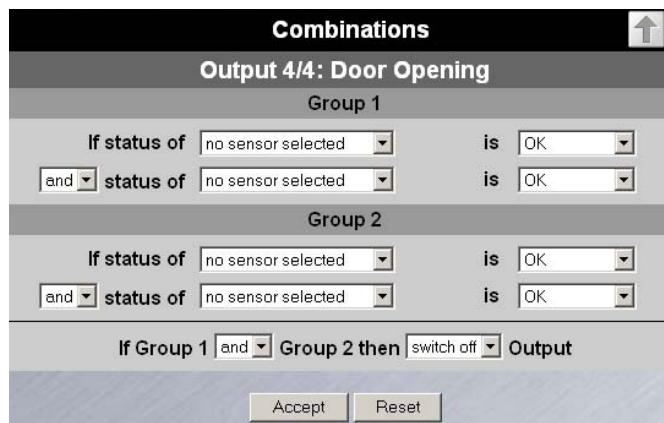 Combinations
Output 4/4: Door Opening
Group 1
If status of no sensor selected is OK
and status of no sensor selected is OK
Group 2
If status of no sensor selected is OK
and status of no sensor selected is OK
If Group 1 and Group 2 then switch off Output
Accept Reset